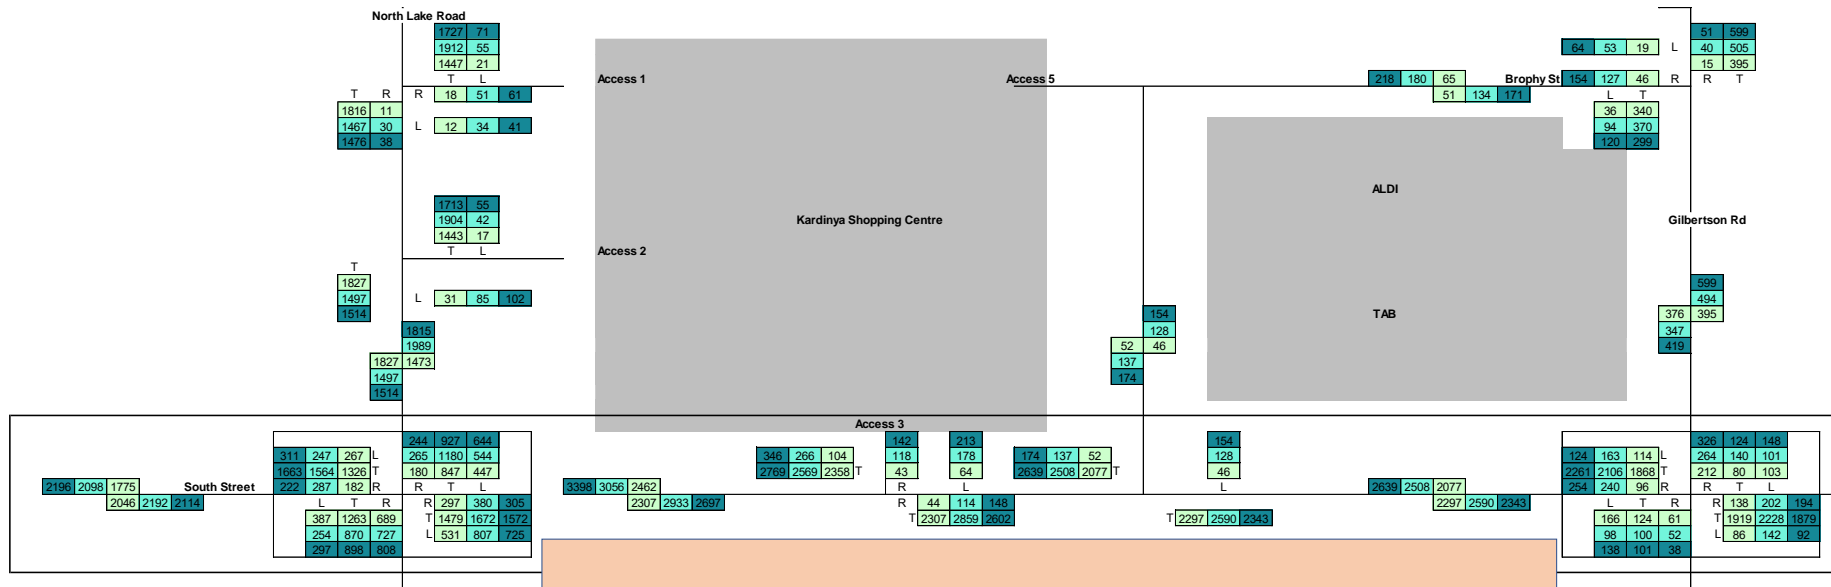 North Lake Road
1727 71
51 599
1912 55
64 53 19 L
40 505
1447 21
15 395
T L
Access 1
Access 5
218 180 65
Brophy St
154 127 46 R
R T
T R R 18 51 61
51 134 171
L T
1816 11
36 340
1467 30 L 12 34 41
94 370
1476 38
120 299
ALDI
1713 55
1904 42
Kardinya Shopping Centre
Gilbertson Rd
1443 17
T L
Access 2
T
1827
599
1497 L 31 85 102
494
1514
154
TAB
376 395
1815
128
347
1989
52 46
419
1827 1473
137
1497
174
1514
Access 3
244 927 644
142
213
154
326 124 148
311 247 267 L
265 1180 544
346 266 104
118
178
174 137 52
128
124 163 114 L
264 140 101
1663 1564 1326 T
180 847 447
2769 2569 2358 T
43
64
2639 2508 2077 T
46
2261 2106 1868 T
212 80 103
2196 2098 1775
South Street
222 287 182 R
R T L
3398 3056 2462
R
L
L
2639 2508 2077
254 240 96 R
R T L
2046 2192 2114
L T R
R 297 380 305
2307 2933 2697
R 44 114 148
2297 2590 2343
L T R
R 138 202 194
387 1263 689
T 1479 1672 1572
T 2307 2859 2602
T 2297 2590 2343
166 124 61
T 1919 2228 1879
254 870 727
L 531 807 725
98 100 52
L 86 142 92
297 898 808
138 101 38